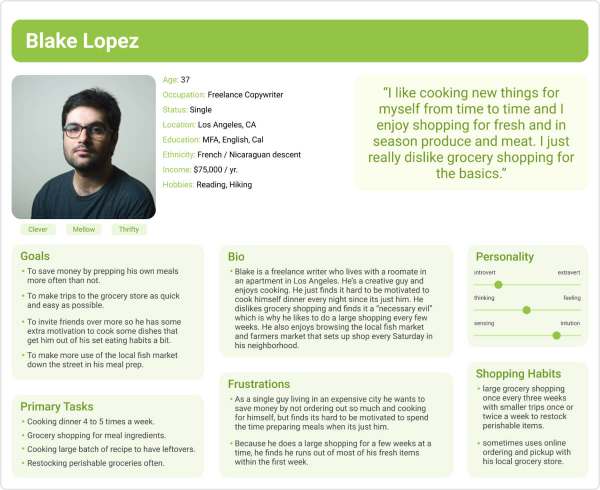 Blake Lopez
Age: 37
Occupation: Freelance Copywriter
Status: Single
Location: Los Angeles, CA
Education: MFA, English, Cal
Ethnicity: French / Nicaraguan descent
Income: $75,000 / yr.
Hobbies: Reading, Hiking
“I like cooking new things for
myself from time to time and I
enjoy shopping for fresh and in
season produce and meat. I just
really dislike grocery shopping for
the basics.”
Clever
Mellow
Thrifty
Goals
• To save money by prepping his own meals
more often than not.
• To make trips to the grocery store as quick
and easy as possible.
• To invite friends over more so he has some
extra motivation to cook some dishes that
get him out of his set eating habits a bit.
• To make more use of the local fish market
down the street in his meal prep.
Primary Tasks
• Cooking dinner 4 to 5 times a week.
• Grocery shopping for meal ingredients.
• Cooking large batch of recipe to have leftovers.
• Restocking perishable groceries often.
Bio
• Blake is a freelance writer who lives with a roomate in
an apartment in Los Angeles. He's a creative guy and
enjoys cooking. He just finds it hard to be motivated to
cook himself dinner every night since its just him. He
dislikes grocery shopping and finds it a “necessary evil”
which is why he likes to do a large shopping every few
weeks. He also enjoys browsing the local fish market
and farmers market that sets up shop every Saturday in
his neighborhood.
Frustrations
• As a single guy living in an expensive city he wants to
save money by not ordering out so much and cooking
for himself, but finds its hard to be motivated to spend
the time preparing meals when its just him.
• Because he does a large shopping for a few weeks at a
time, he finds he runs out of most of his fresh items
within the first week.
Personality
introvert extravert
thinking feeling
sensing intution
Shopping Habits
• large grocery shopping
once every three weeks
with smaller trips once or
twice a week to restock
perishable items.
• sometimes uses online
ordering and pickup with
his local grocery store.